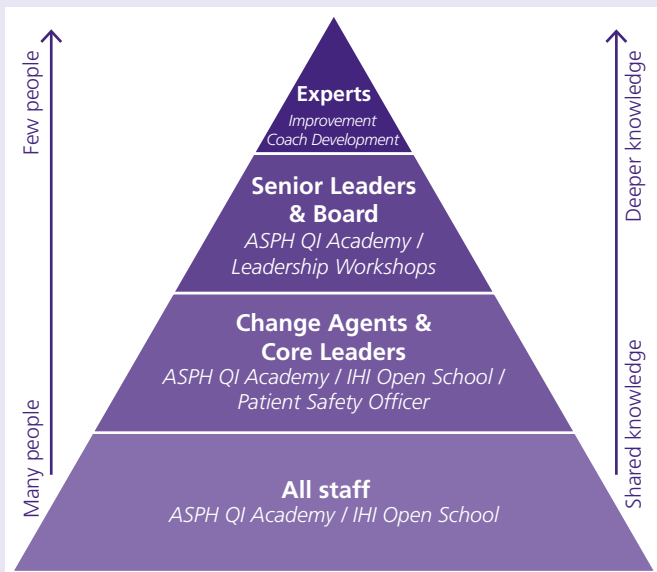 Few people
Many people
Experts
Improvement
Coach Development
Senior Leaders
& Board
ASPH QI Academy /
Leadership Workshops
Change Agents &
Core Leaders
ASPH QI Academy / IHI Open School /
Patient Safety Officer
All staff
ASPH QI Academy / IHI Open School
Deeper knowledge
Shared knowledge